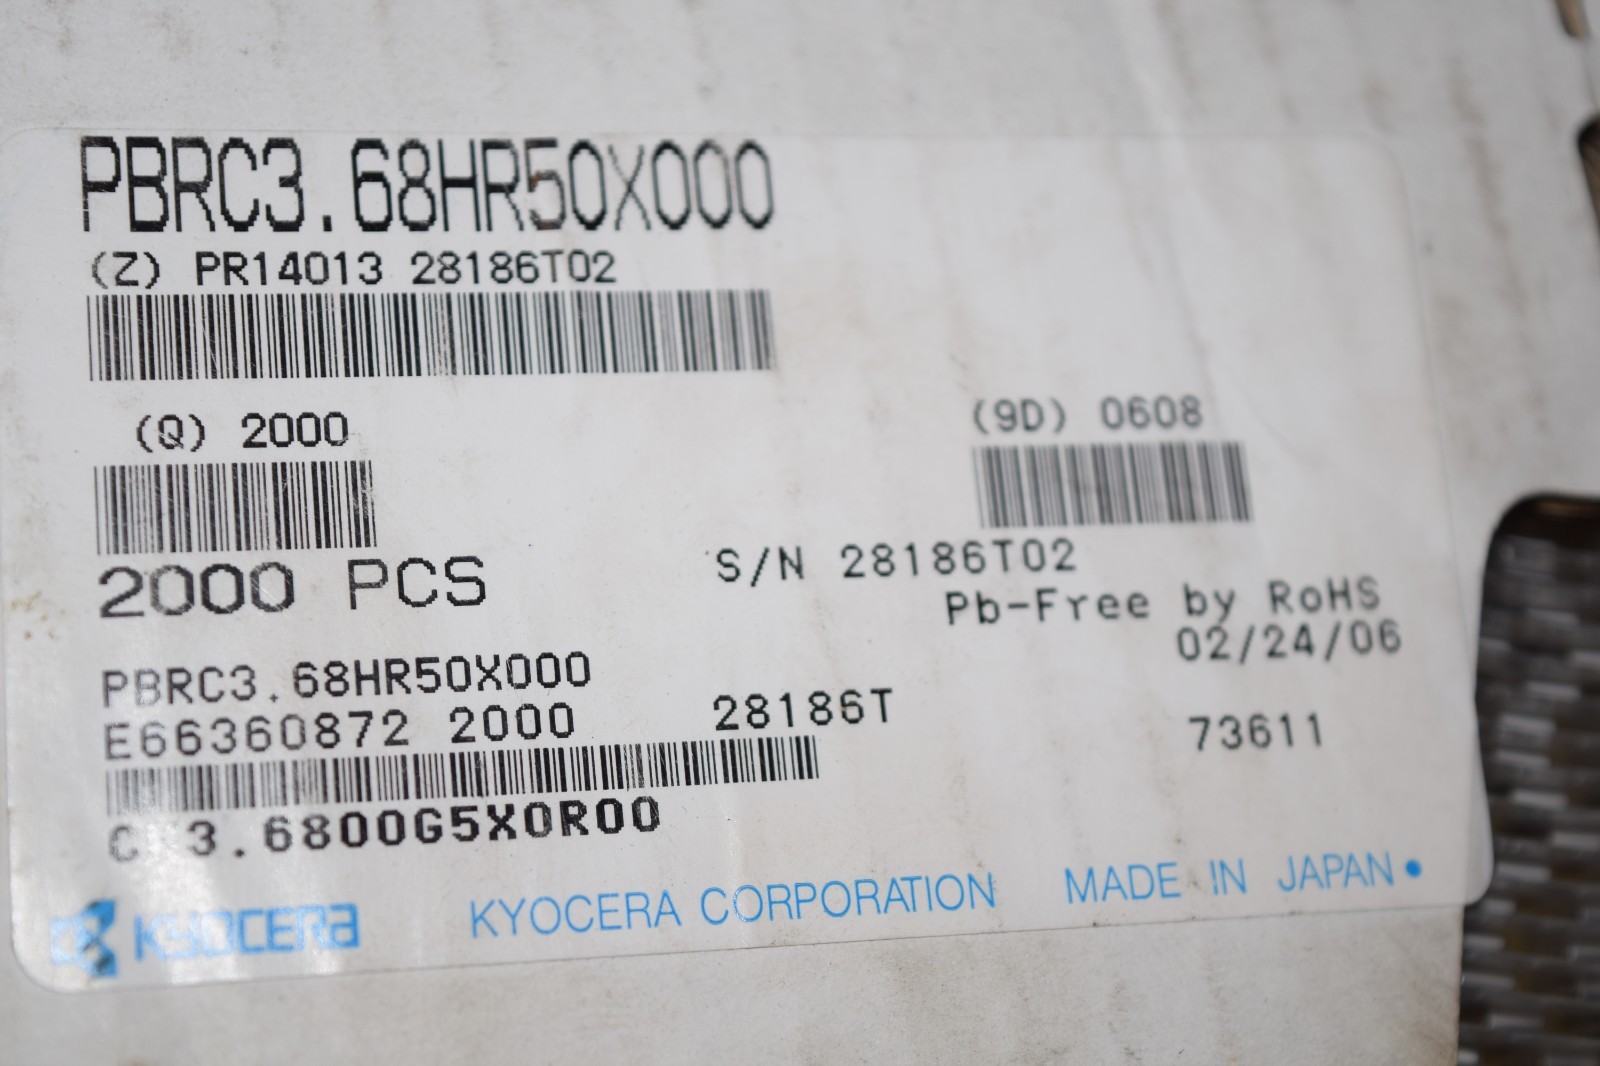 PBRC3.68HR50X000
(Z) PR14013 28186T02
(Q) 2000
(9D) 0608
2000 PCS
S/N 28186T02
Pb-Free by RoHS
02/24/06
PBRC3.68HR50X000
E66360872 2000 28186T
73611
C 3.6800G5X0R00
KYOCERA
KYOCERA CORPORATION MADE IN JAPAN